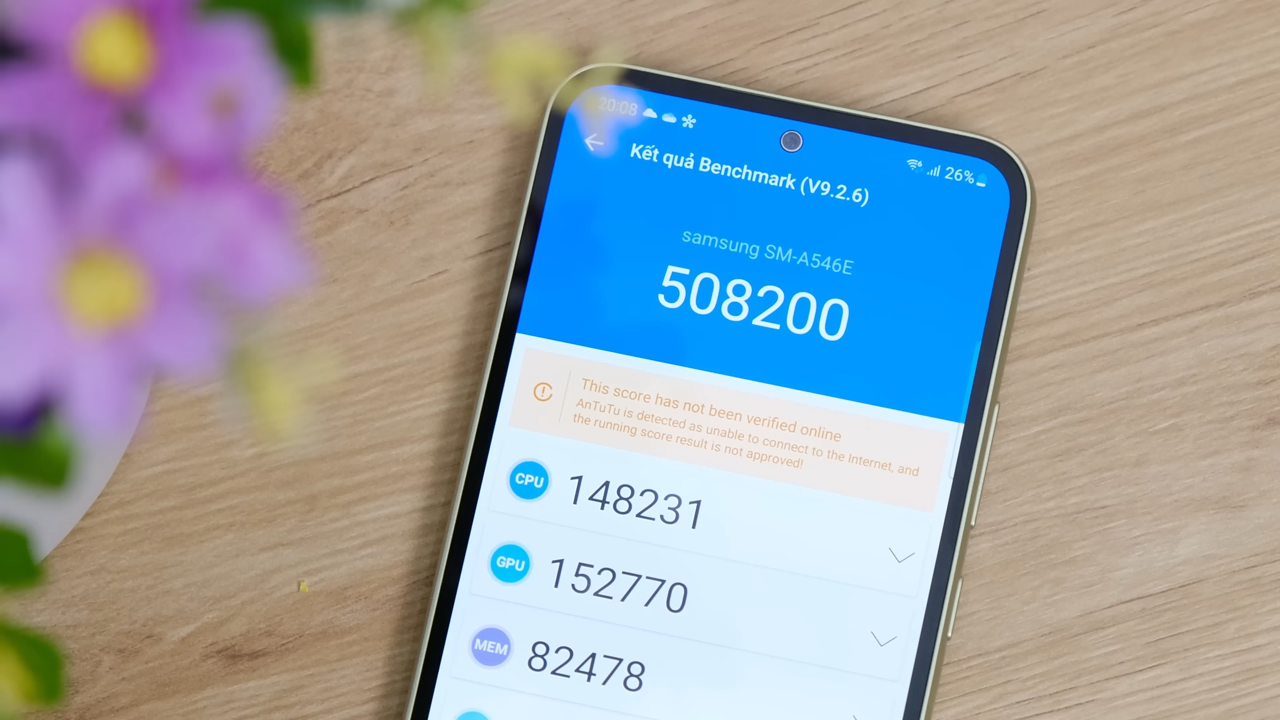 20:08
26%
Kết quả Benchmark (V9.2.6)
samsung SM-A546E
508200
This score has not been verified online
AnTuTu is detected as unable to connect to the Internet, and
the running score result is not approved!
CPU 148231
GPU 152770
MEM 82478